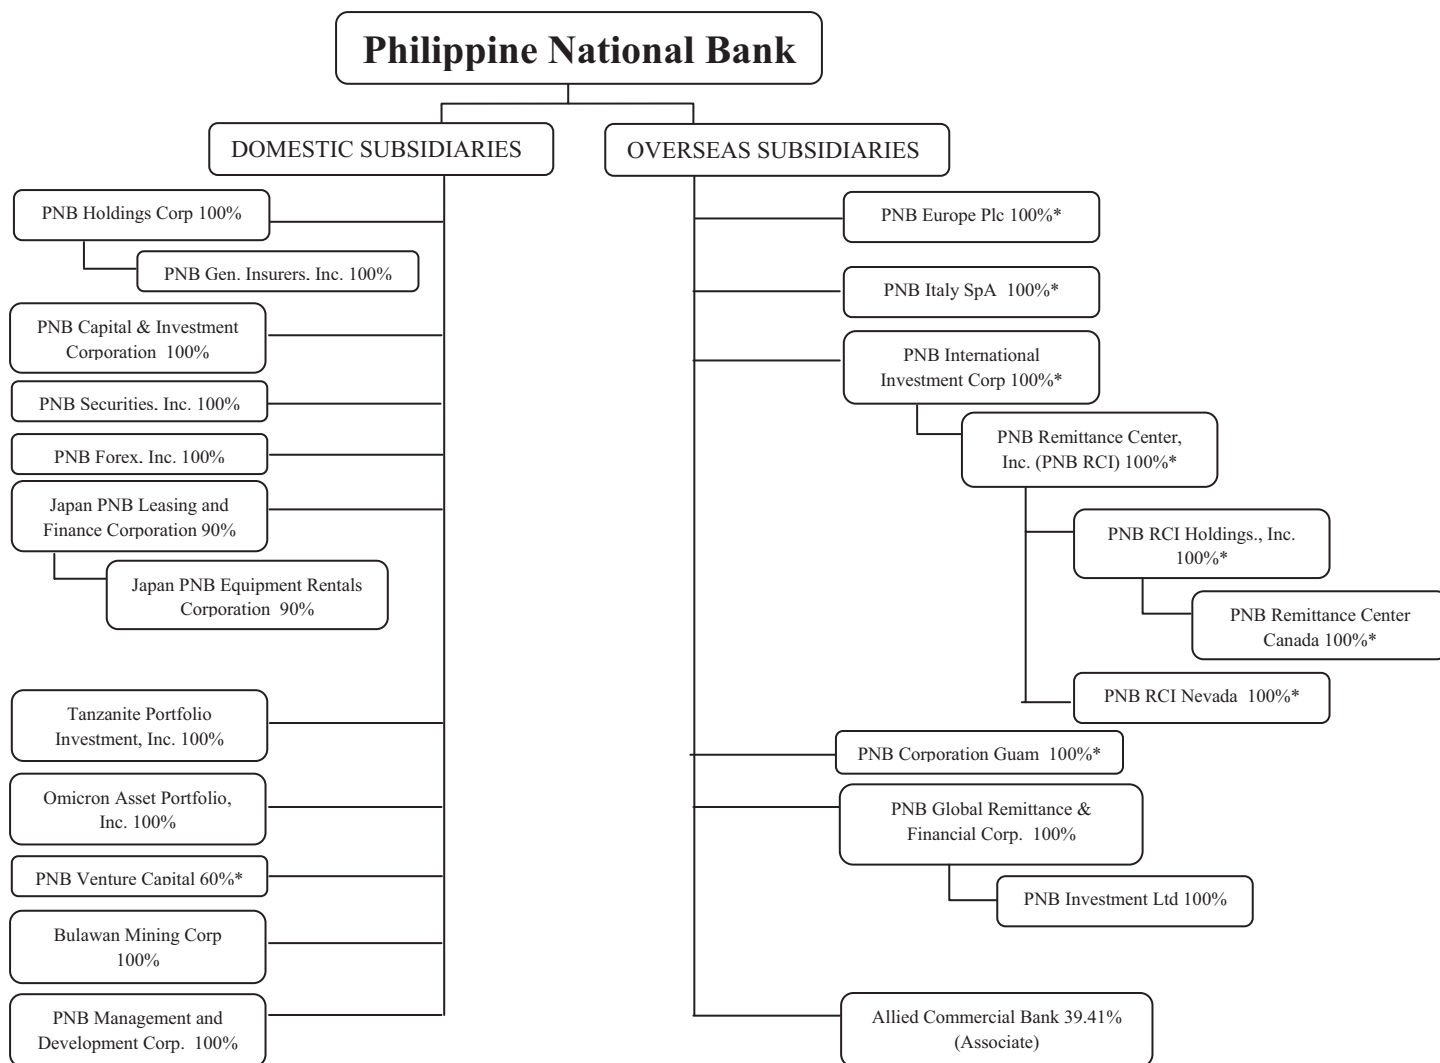 Philippine National Bank
DOMESTIC SUBSIDIARIES
OVERSEAS SUBSIDIARIES
PNB Holdings Corp 100%
PNB Gen. Insurers. Inc. 100%
PNB Capital & Investment
Corporation 100%
PNB Securities. Inc. 100%
PNB Forex. Inc. 100%
Japan PNB Leasing and
Finance Corporation 90%
Japan PNB Equipment Rentals
Corporation 90%
Tanzanite Portfolio
Investment, Inc. 100%
Omicron Asset Portfolio,
Inc. 100%
PNB Venture Capital 60%*
Bulawan Mining Corp
100%
PNB Management and
Development Corp. 100%
PNB Europe Plc 100%*
PNB Italy SpA 100%*
PNB International
Investment Corp 100%*
PNB Remittance Center,
Inc. (PNB RCI) 100%*
PNB RCI Holdings., Inc.
100%*
PNB Remittance Center
Canada 100%*
PNB RCI Nevada 100%*
PNB Corporation Guam 100%*
PNB Global Remittance &
Financial Corp. 100%
PNB Investment Ltd 100%
Allied Commercial Bank 39.41%
(Associate)